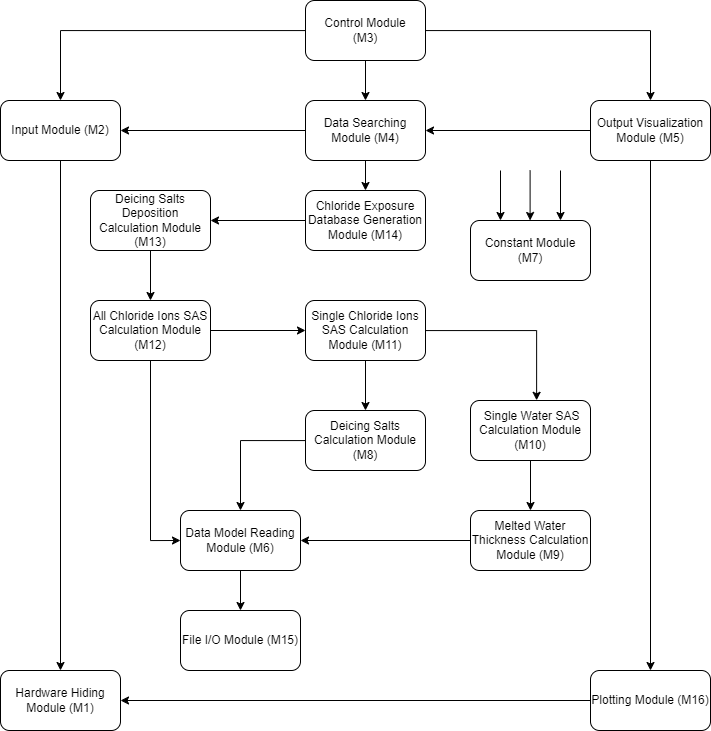 Control Module
(M3)
Input Module (M2)
Data Searching
Module (M4)
Output Visualization
Module (M5)
Deicing Salts
Deposition
Calculation Module
(M13)
Chloride Exposure
Database Generation
Module (M14)
Constant Module
(M7)
All Chloride Ions SAS
Calculation Module
(M12)
Single Chloride Ions
SAS Calculation
Module (M11)
Deicing Salts
Calculation Module
(M8)
Single Water SAS
Calculation Module
(M10)
Data Model Reading
Module (M6)
Melted Water
Thickness Calculation
Module (M9)
File I/O Module (M15)
Hardware Hiding
Module (M1)
Plotting Module (M16)